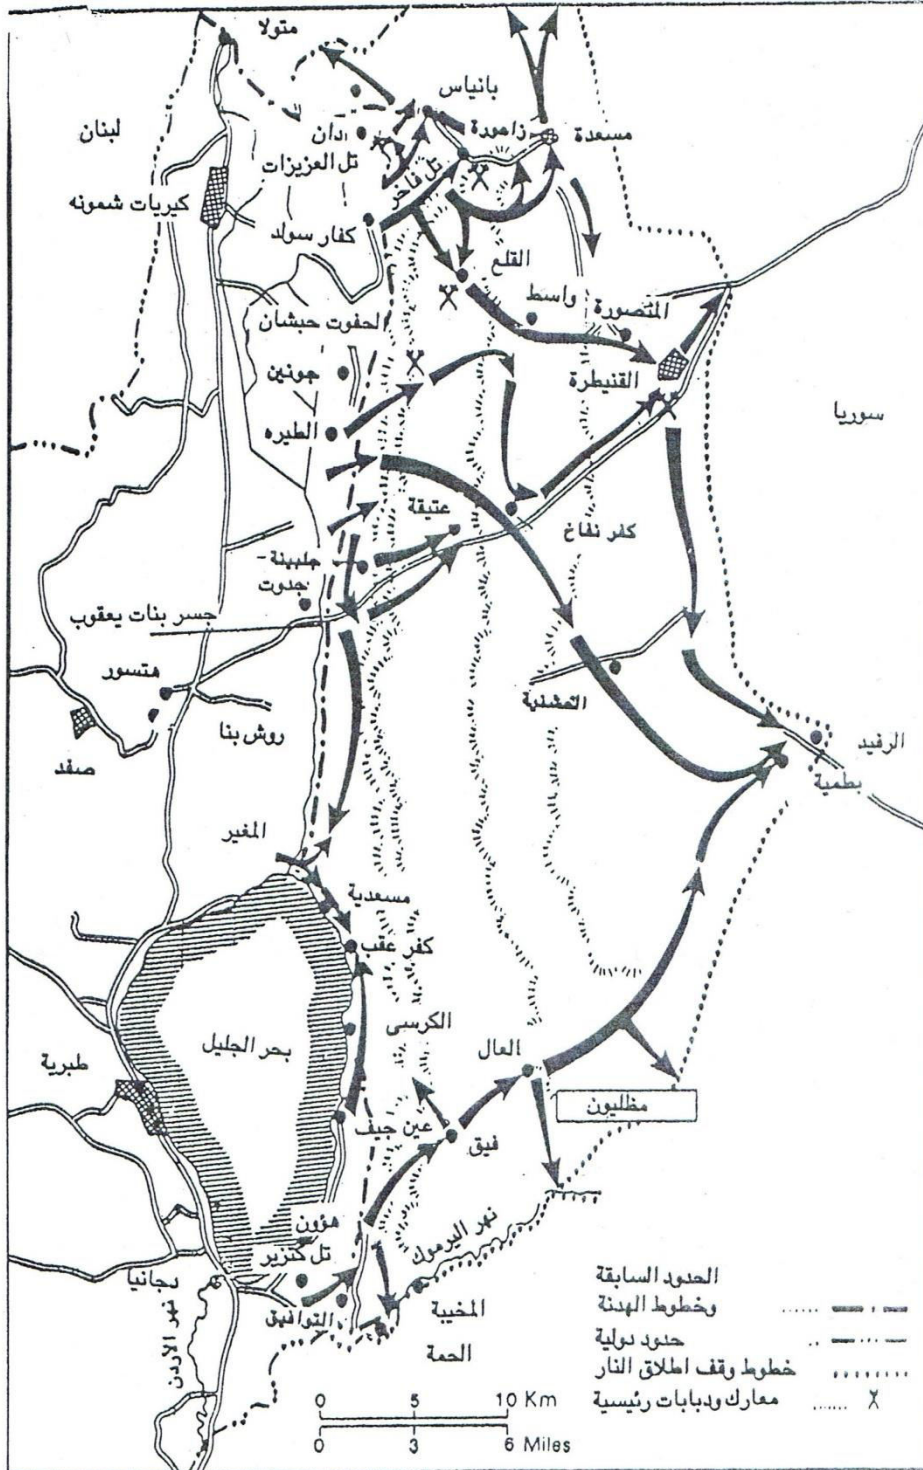 متولا
لبنان
بانياس
زاعورة
مسعدة
دان
تل العزيزات
تل فاخر
كيريات شمونه
كفار سولد
القلع
واسط
المنصورة
الحفوت حبشان
جونين
القنيطرة
سوريا
الطيره
عتيقة
كفر نفاخ
جلبينة-
جدوت
جسر بنات يعقوب
هتسور
الخشنية
روش بنا
صفد
الرفيد
بطمية
المغير
مسعدية
كفر عقب
الكرسي
بحر الجليل
العال
طبرية
مظليون
عين جيف
فيق
هؤون
تل كتزير
نهر اليرموك
دجانيا
التوافيق
المخيبة
الحمة
نهر الأردن
الحدود السابقة
وخطوط الهدنة
حدود دولية
خطوط وقف اطلاق النار
معارك ودبابات رئيسية
0 5 10 Km
0 3 6 Miles